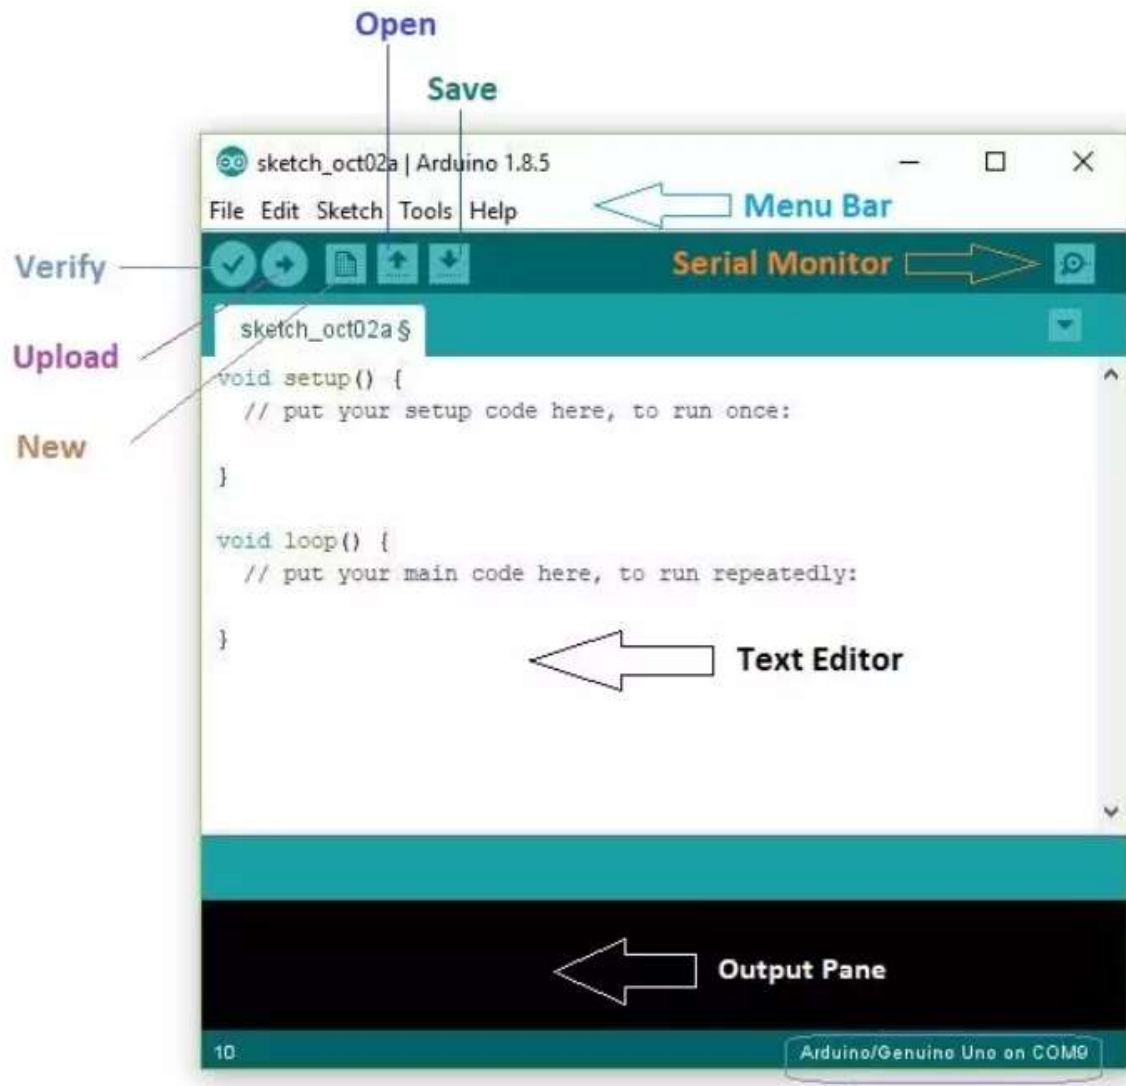 Open
Save
sketch_oct02a | Arduino 1.8.5
File Edit Sketch Tools Help
Menu Bar
Verify
Serial Monitor
sketch_oct02a §
Upload
void setup() {
// put your setup code here, to run once:
New
}
void loop() {
// put your main code here, to run repeatedly:
}
Text Editor
Output Pane
10
Arduino/Genuino Uno on COM9